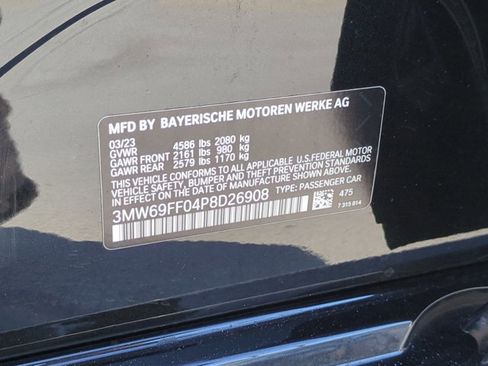 MFD BY BAYERISCHE MOTOREN WERKE AG
03/23
GVWR 4586 lbs 2080 kg
GAWR FRONT 2161 lbs 980 kg
GAWR REAR 2579 lbs 1170 kg
THIS VEHICLE CONFORMS TO ALL APPLICABLE U.S.FEDERAL MOTOR
VEHICLE SAFETY, BUMPER, AND THEFT PREVENTION STANDARDS
IN EFFECT ON THE DATE OF MANUFACTURE SHOWN ABOVE.
3MW69FF04P8D26908 TYPE: PASSENGER CAR
475
7 315 814